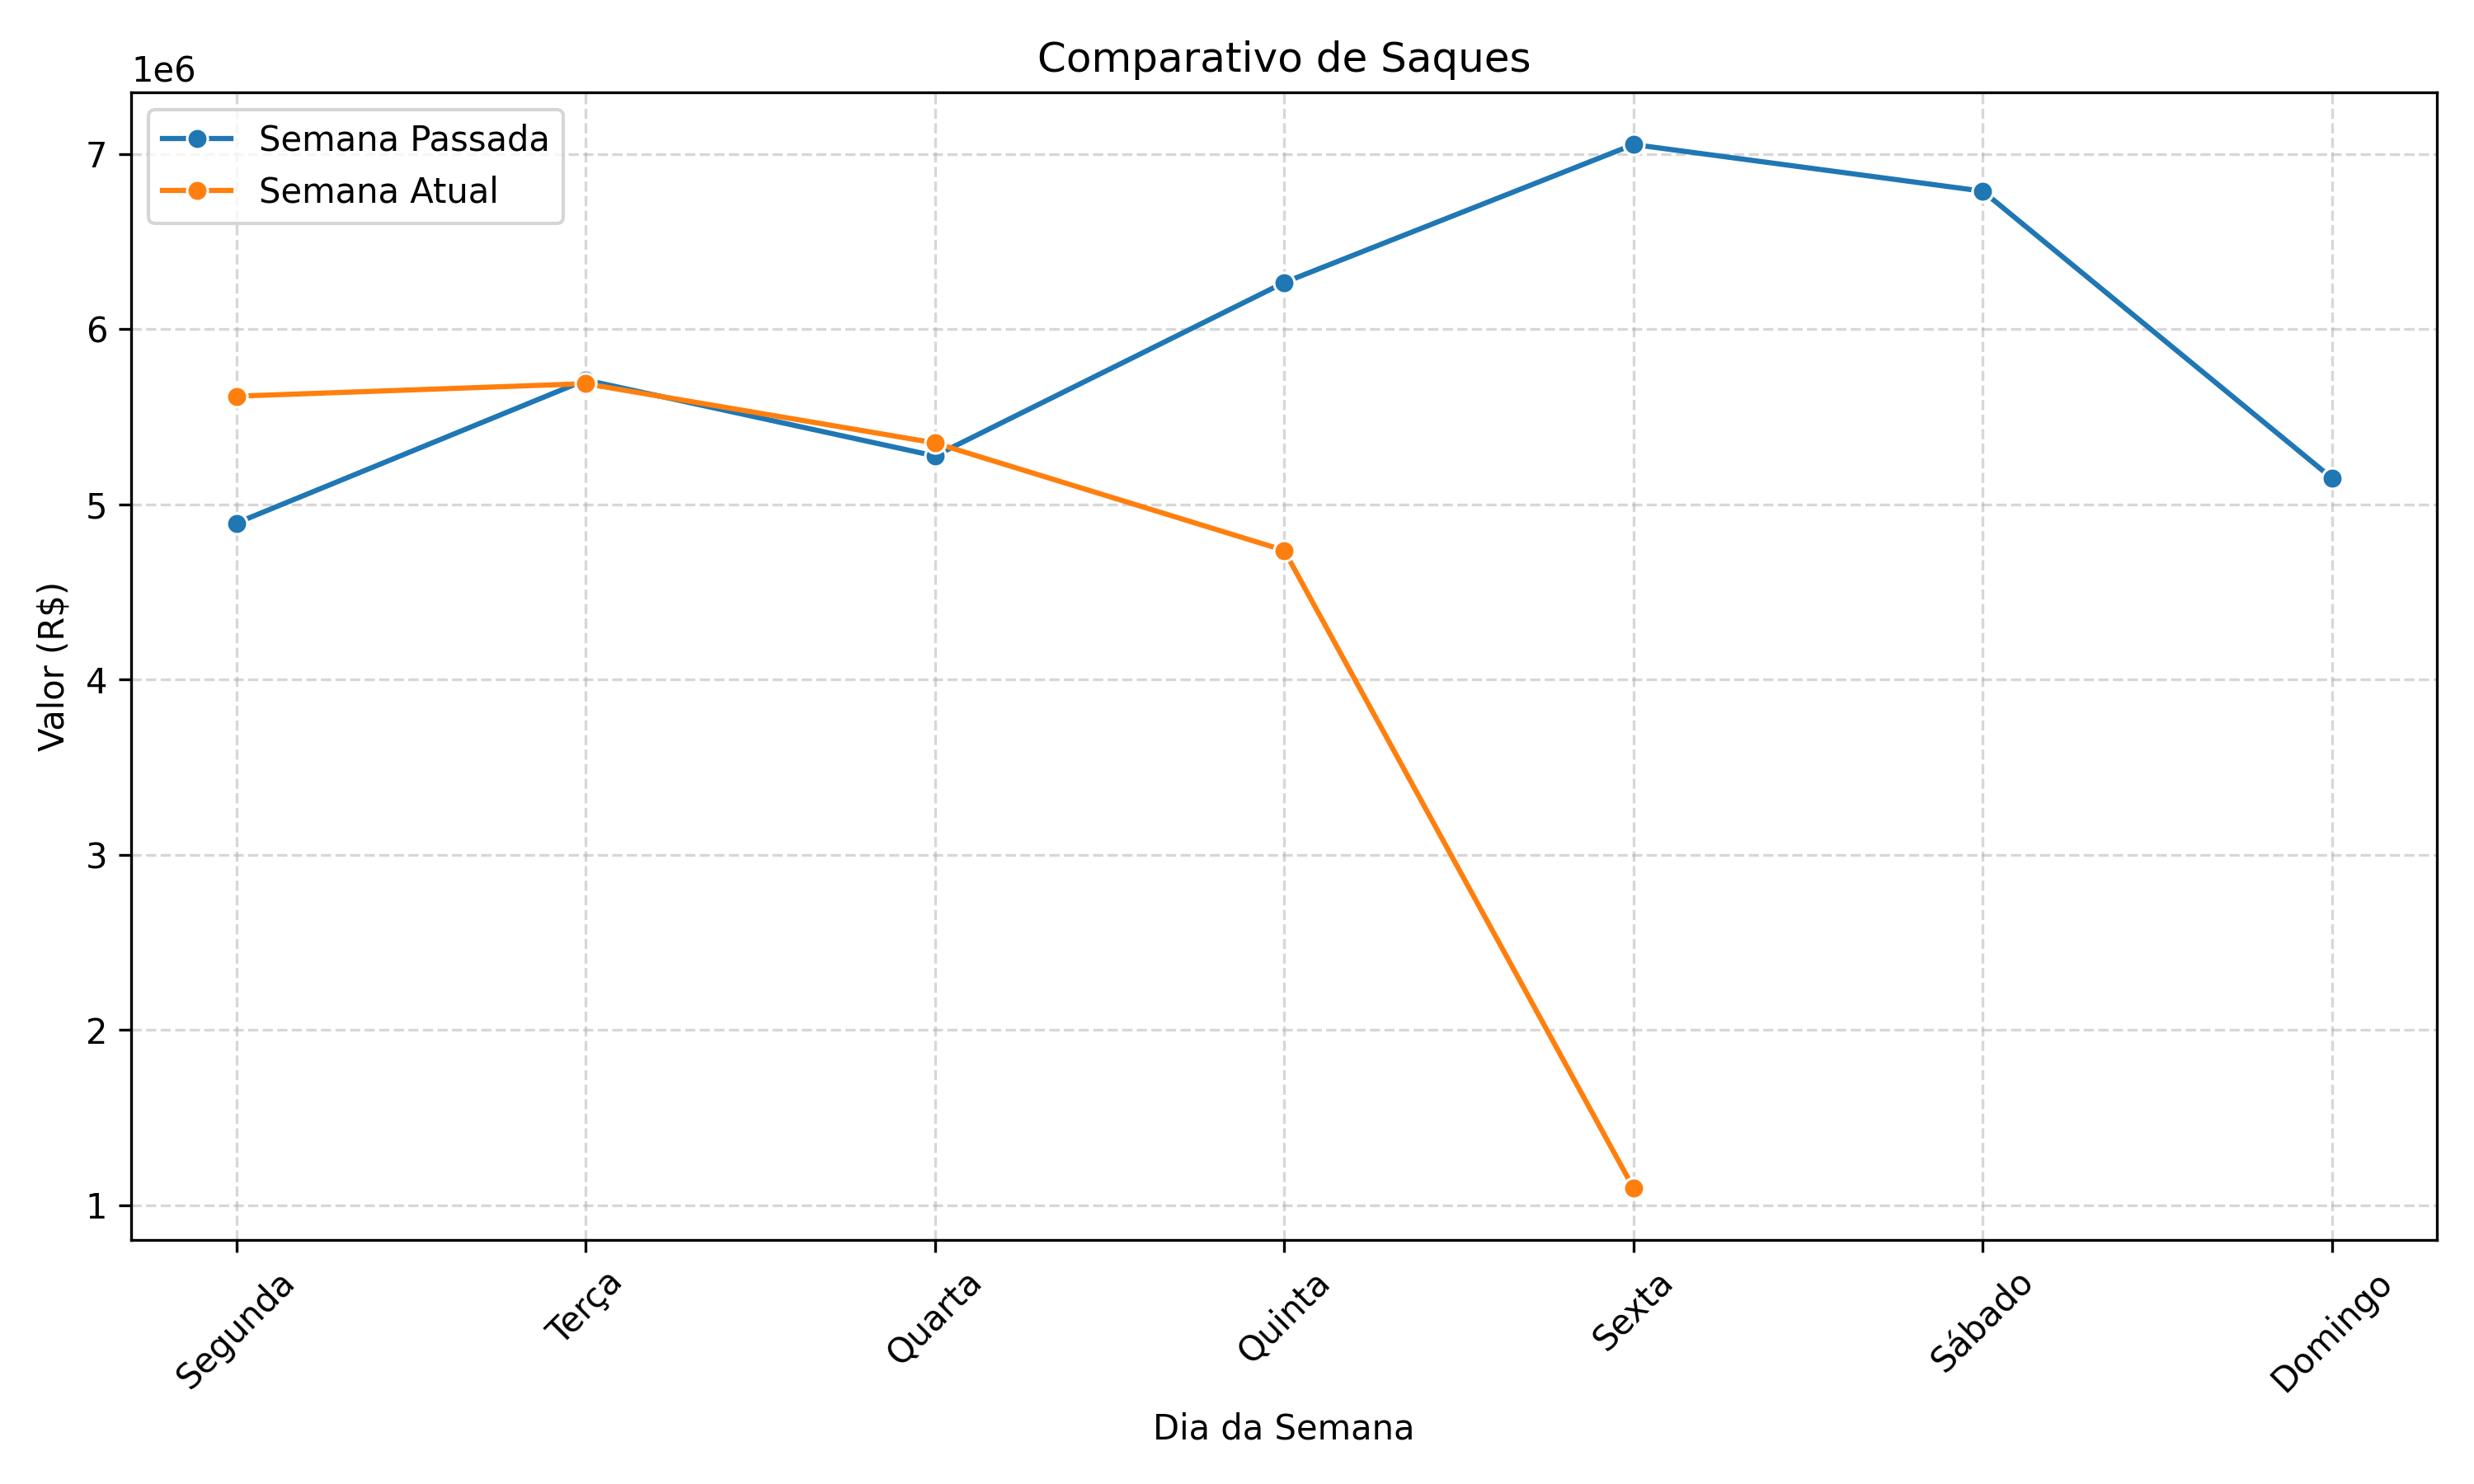 Comparativo de Saques
1e6
Semana Passada
Semana Atual
7
6
5
4
3
2
1
Valor (R$)
Segunda
Terça
Quarta
Quinta
Sexta
Sábado
Domingo
Dia da Semana